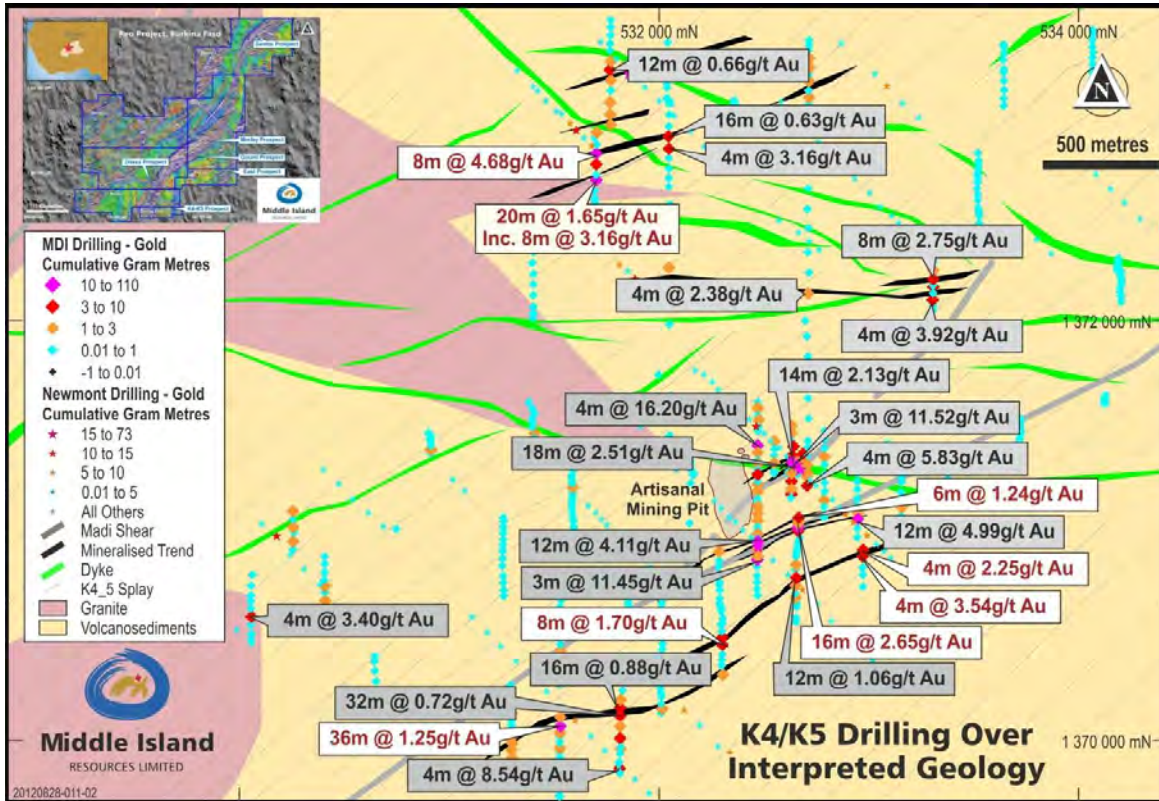 Reo Project, Burkina Faso
K4/K5 Prospect
Middle Island
532 000 mN
534 000 mN
N
500 metres
12m @ 0.66g/t Au
16m @ 0.63g/t Au
8m @ 4.68g/t Au
4m @ 3.16g/t Au
20m @ 1.65g/t Au
Inc. 8m @ 3.16g/t Au
8m @ 2.75g/t Au
4m @ 2.38g/t Au
1 372 000 mN
4m @ 3.92g/t Au
MDI Drilling - Gold
Cumulative Gram Metres
10 to 110
3 to 10
1 to 3
0.01 to 1
-1 to 0.01
Newmont Drilling - Gold
Cumulative Gram Metres
15 to 73
10 to 15
5 to 10
0.01 to 5
All Others
Madi Shear
Mineralised Trend
Dyke
K4_5 Splay
Granite
Volcanosediments
14m @ 2.13g/t Au
4m @ 16.20g/t Au
3m @ 11.52g/t Au
18m @ 2.51g/t Au
4m @ 5.83g/t Au
Artisanal
Mining Pit
6m @ 1.24g/t Au
12m @ 4.11g/t Au
12m @ 4.99g/t Au
3m @ 11.45g/t Au
4m @ 2.25g/t Au
4m @ 3.54g/t Au
4m @ 3.40g/t Au
8m @ 1.70g/t Au
16m @ 2.65g/t Au
16m @ 0.88g/t Au
12m @ 1.06g/t Au
32m @ 0.72g/t Au
36m @ 1.25g/t Au
4m @ 8.54g/t Au
Middle Island
RESOURCES LIMITED
K4/K5 Drilling Over
Interpreted Geology
1 370 000 mN
20120828-011-02